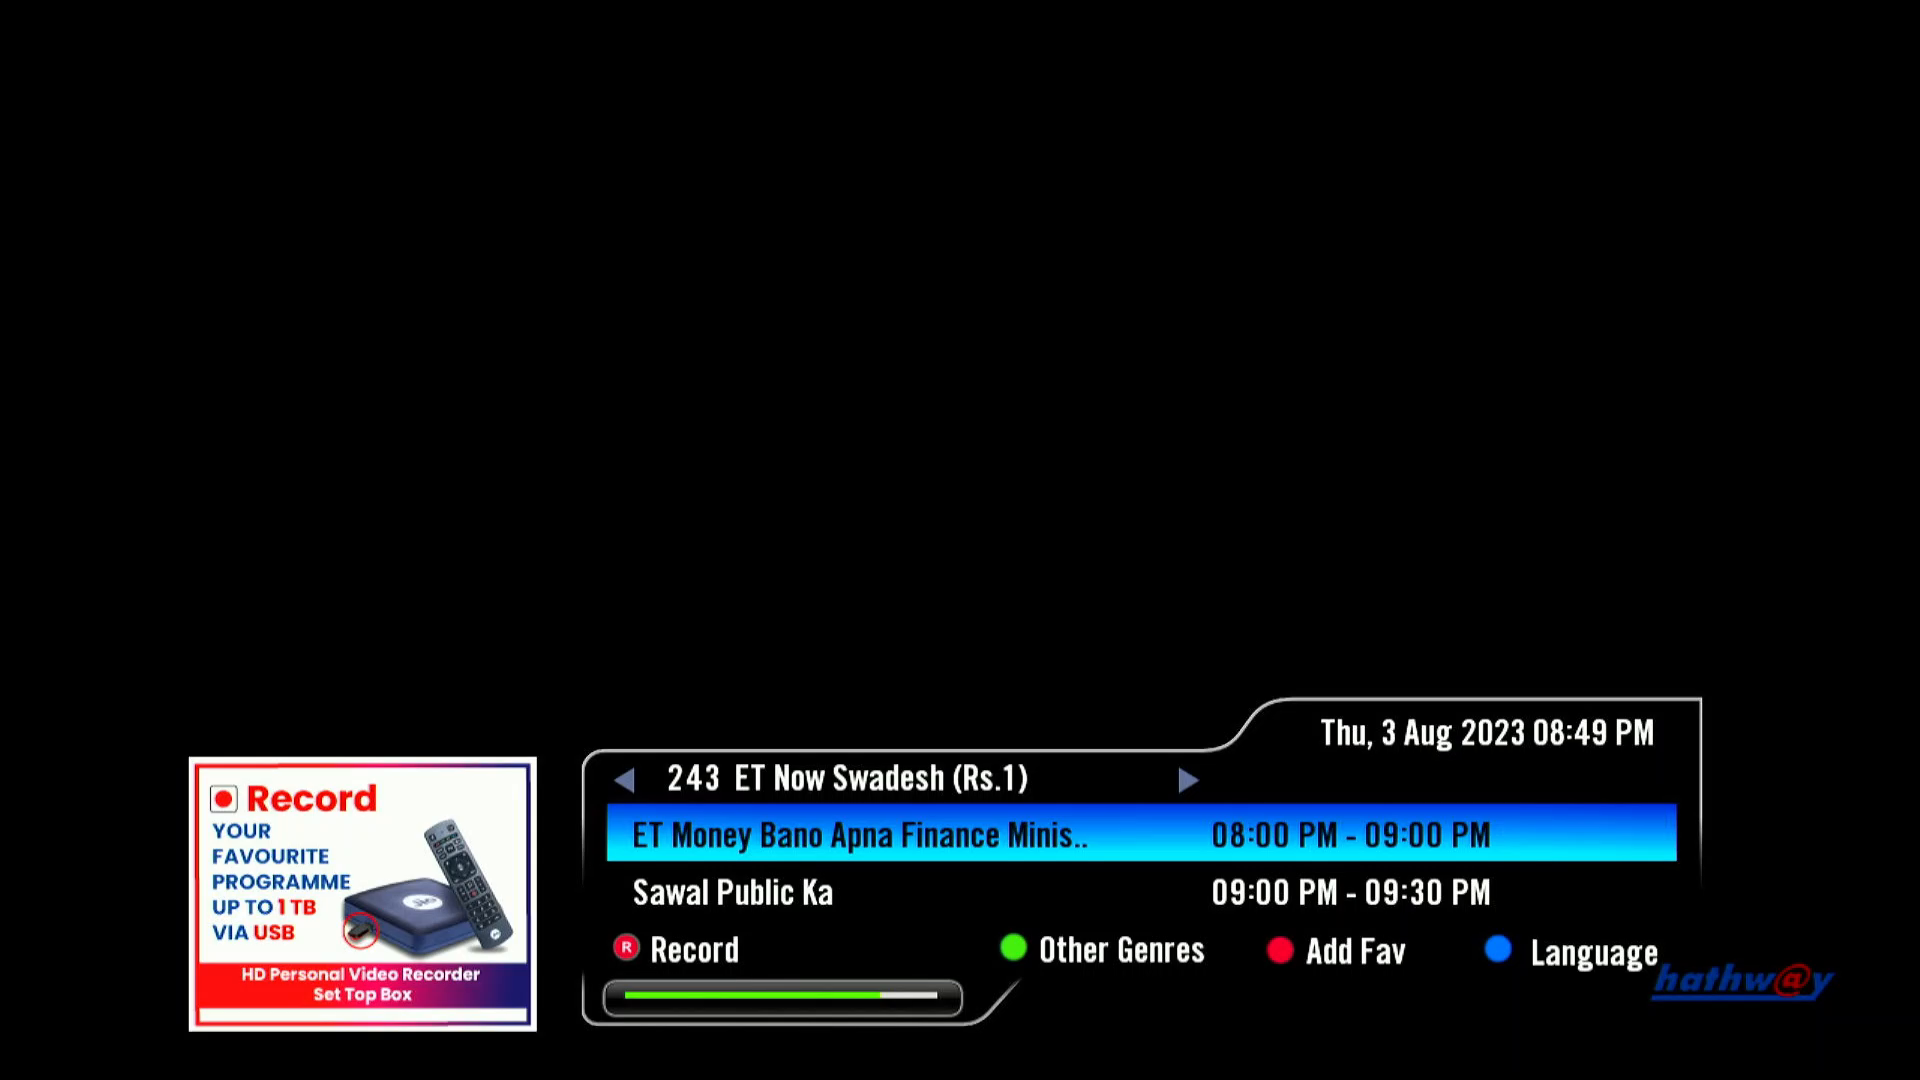 Thu, 3 Aug 2023 08:49 PM
243 ET Now Swadesh (Rs.1)
ET Money Bano Apna Finance Minis.. 08:00 PM - 09:00 PM
Sawal Public Ka 09:00 PM - 09:30 PM
R Record Other Genres Add Fav Language
hathw@y
Record
YOUR
FAVOURITE
PROGRAMME
UP TO 1 TB
VIA USB
Jio
HD Personal Video Recorder
Set Top Box